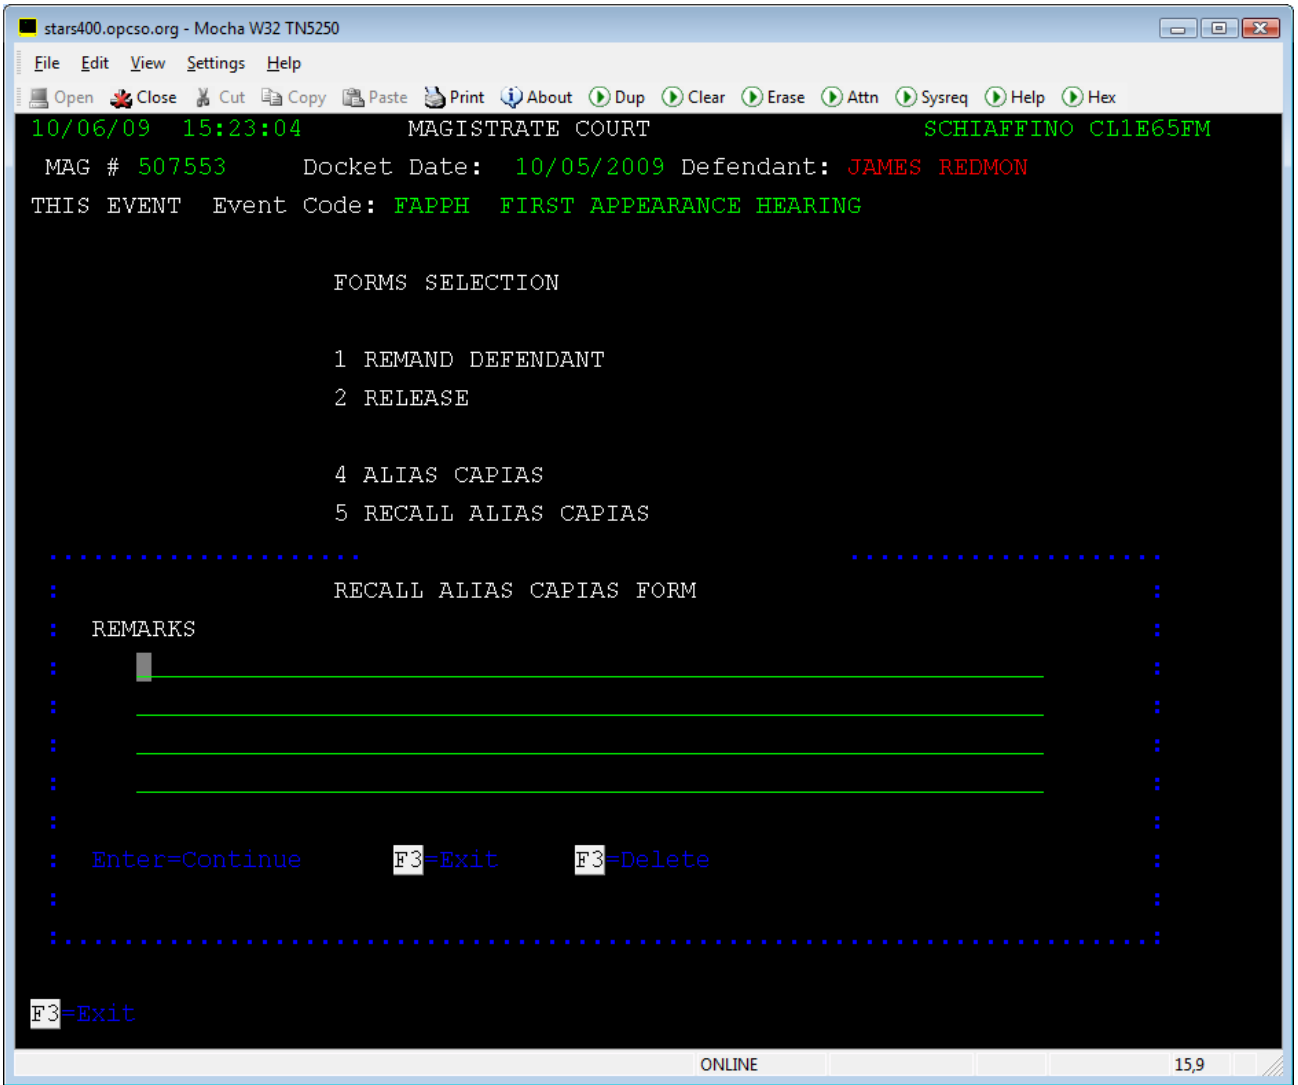 stars400.opcso.org - Mocha W32 TN5250
File Edit View Settings Help
Open Close Cut Copy Paste Print About Dup Clear Erase Attn Sysreq Help Hex
10/06/09 15:23:04 MAGISTRATE COURT SCHIAFFINO CL1E65FM
MAG # 507553 Docket Date: 10/05/2009 Defendant: JAMES REDMON
THIS EVENT Event Code: FAPPH FIRST APPEARANCE HEARING
FORMS SELECTION
1 REMAND DEFENDANT
2 RELEASE
4 ALIAS CAPIAS
5 RECALL ALIAS CAPIAS
RECALL ALIAS CAPIAS FORM
REMARKS
Enter=Continue F3=Exit F3=Delete
F3=Exit
ONLINE 15,9